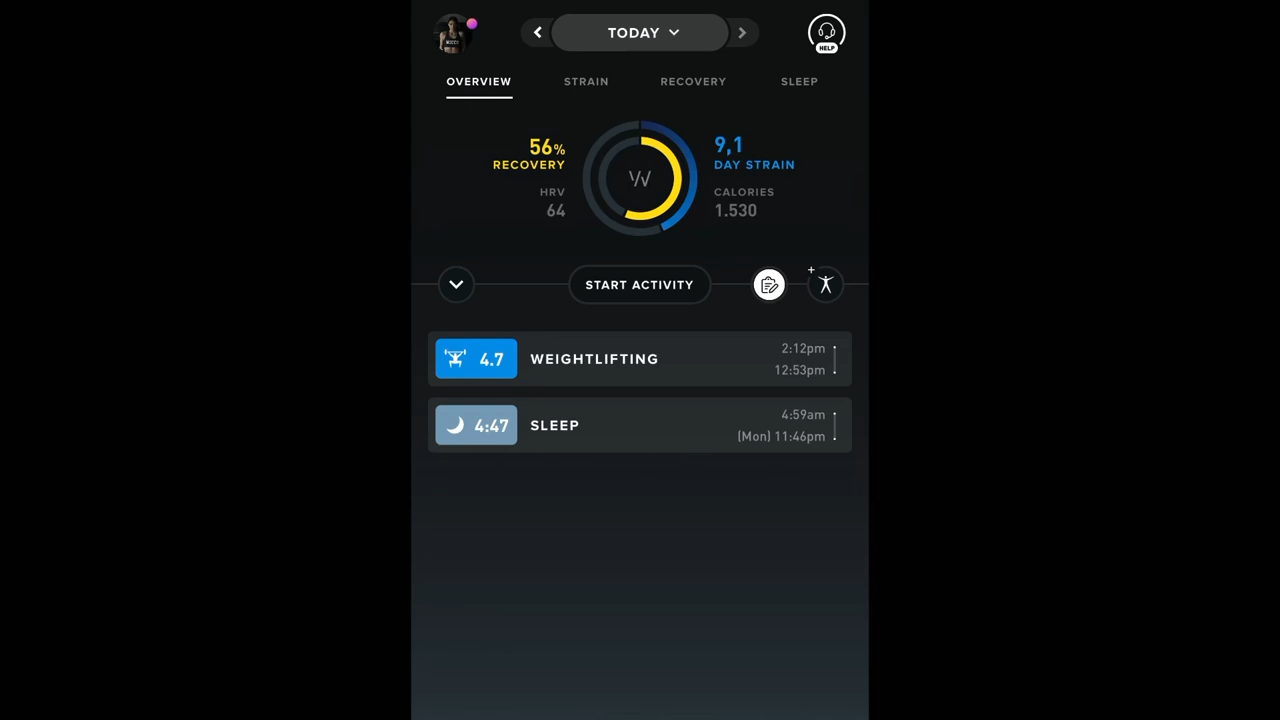 TODAY
HELP
OVERVIEW STRAIN RECOVERY SLEEP
56% 9,1
RECOVERY DAY STRAIN
HRV CALORIES
64 1.530
START ACTIVITY
4.7 WEIGHTLIFTING 2:12pm
12:53pm
4:47 SLEEP 4:59am
(Mon) 11:46pm